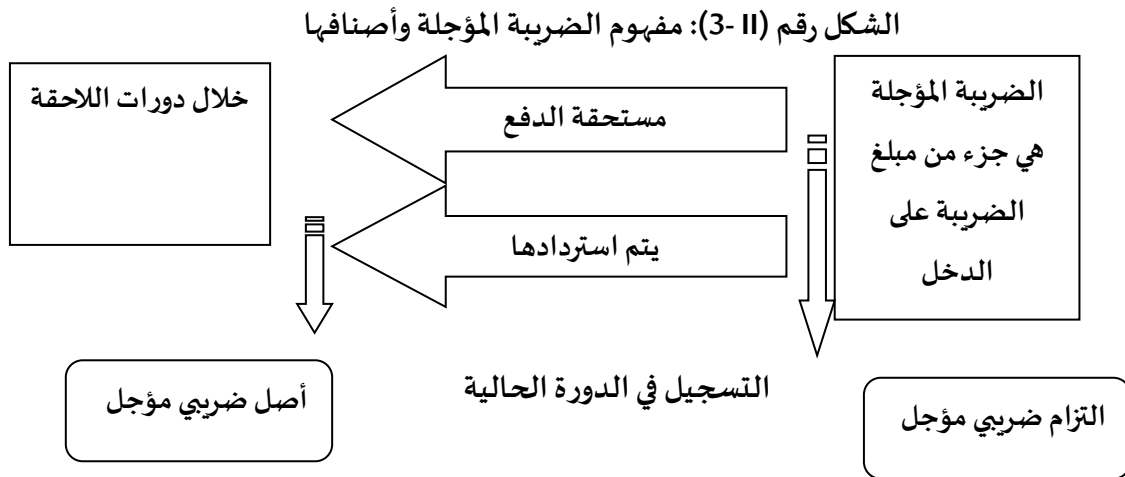 الشكل رقم (3- II): مفهوم الضريبة المؤجلة وأصنافها
الضريبة المؤجلة
هي جزء من مبلغ
الضريبة على
الدخل
مستحقة الدفع
يتم استردادها
خلال دورات اللاحقة
التزام ضريبي مؤجل
التسجيل في الدورة الحالية
أصل ضريبي مؤجل